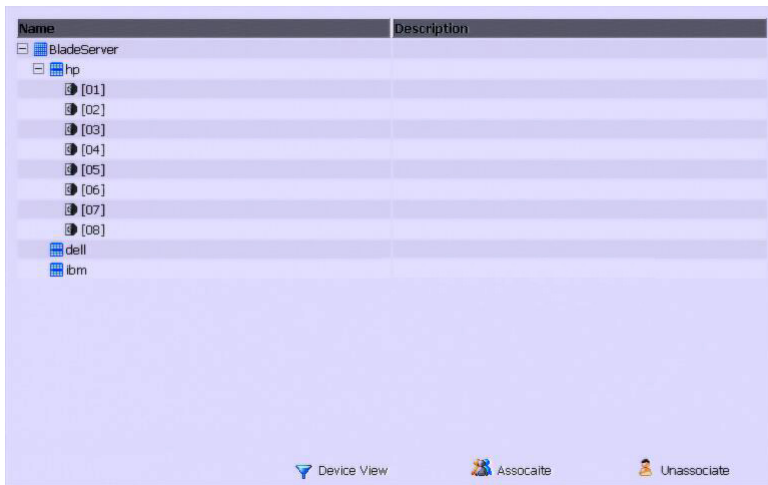 Name Description
BladeServer
hp
[01]
[02]
[03]
[04]
[05]
[06]
[07]
[08]
dell
ibm
Device View Assocaite Unassociate